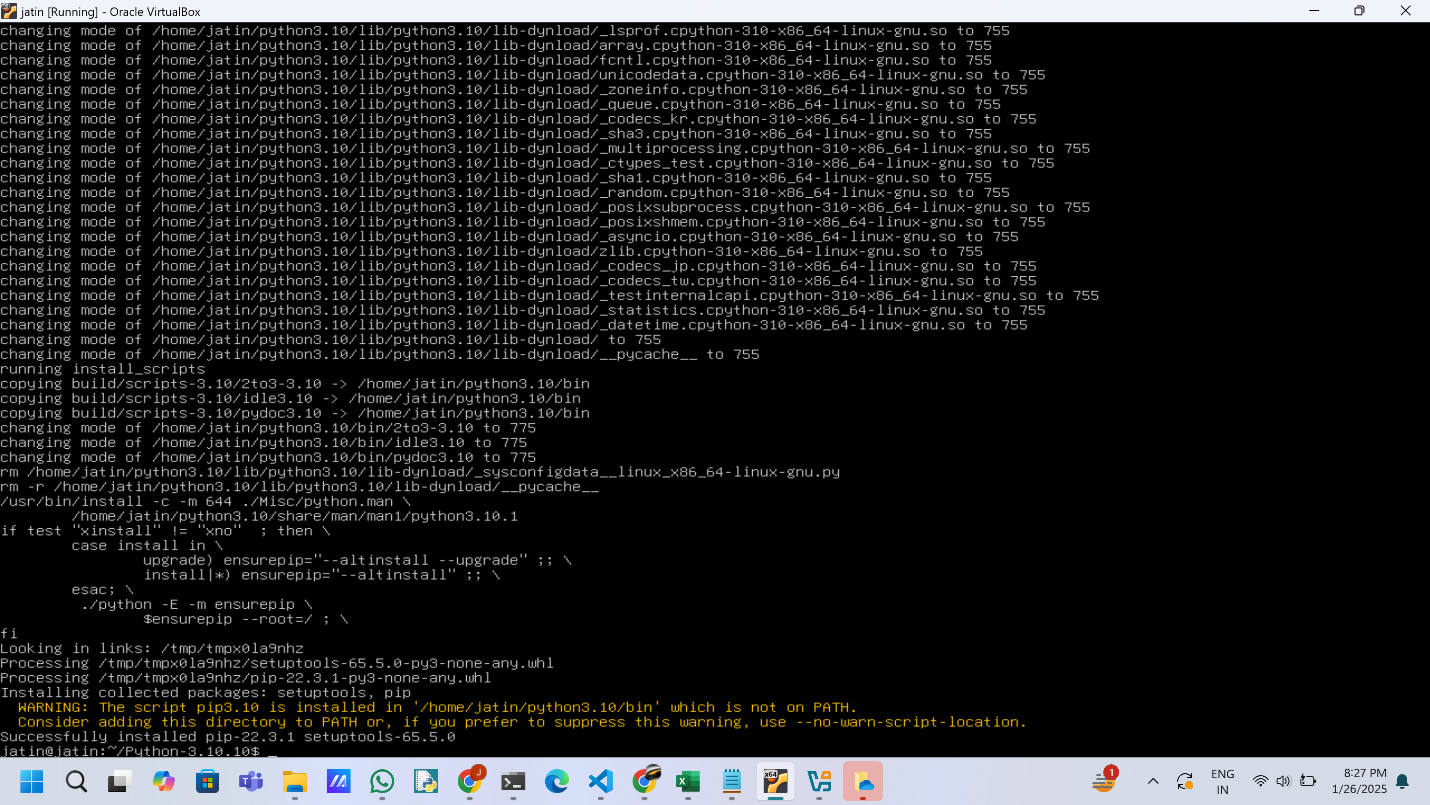 jatin [Running] - Oracle VirtualBox
changing mode of /home/jatin/python3.10/lib/python3.10/lib-dynload/_lsprof.cpython-310-x86_64-linux-gnu.so to 755
changing mode of /home/jatin/python3.10/lib/python3.10/lib-dynload/array.cpython-310-x86_64-linux-gnu.so to 755
changing mode of /home/jatin/python3.10/lib/python3.10/lib-dynload/fcntl.cpython-310-x86_64-linux-gnu.so to 755
changing mode of /home/jatin/python3.10/lib/python3.10/lib-dynload/unicodedata.cpython-310-x86_64-linux-gnu.so to 755
changing mode of /home/jatin/python3.10/lib/python3.10/lib-dynload/_zoneinfo.cpython-310-x86_64-linux-gnu.so to 755
changing mode of /home/jatin/python3.10/lib/python3.10/lib-dynload/_queue.cpython-310-x86_64-linux-gnu.so to 755
changing mode of /home/jatin/python3.10/lib/python3.10/lib-dynload/_codecs_kr.cpython-310-x86_64-linux-gnu.so to 755
changing mode of /home/jatin/python3.10/lib/python3.10/lib-dynload/_sha3.cpython-310-x86_64-linux-gnu.so to 755
changing mode of /home/jatin/python3.10/lib/python3.10/lib-dynload/_multiprocessing.cpython-310-x86_64-linux-gnu.so to 755
changing mode of /home/jatin/python3.10/lib/python3.10/lib-dynload/_ctypes_test.cpython-310-x86_64-linux-gnu.so to 755
changing mode of /home/jatin/python3.10/lib/python3.10/lib-dynload/_sha1.cpython-310-x86_64-linux-gnu.so to 755
changing mode of /home/jatin/python3.10/lib/python3.10/lib-dynload/_random.cpython-310-x86_64-linux-gnu.so to 755
changing mode of /home/jatin/python3.10/lib/python3.10/lib-dynload/_posixsubprocess.cpython-310-x86_64-linux-gnu.so to 755
changing mode of /home/jatin/python3.10/lib/python3.10/lib-dynload/_posixshmem.cpython-310-x86_64-linux-gnu.so to 755
changing mode of /home/jatin/python3.10/lib/python3.10/lib-dynload/_asyncio.cpython-310-x86_64-linux-gnu.so to 755
changing mode of /home/jatin/python3.10/lib/python3.10/lib-dynload/zlib.cpython-310-x86_64-linux-gnu.so to 755
changing mode of /home/jatin/python3.10/lib/python3.10/lib-dynload/_codecs_jp.cpython-310-x86_64-linux-gnu.so to 755
changing mode of /home/jatin/python3.10/lib/python3.10/lib-dynload/_codecs_tw.cpython-310-x86_64-linux-gnu.so to 755
changing mode of /home/jatin/python3.10/lib/python3.10/lib-dynload/_testinternalcapi.cpython-310-x86_64-linux-gnu.so to 755
changing mode of /home/jatin/python3.10/lib/python3.10/lib-dynload/_statistics.cpython-310-x86_64-linux-gnu.so to 755
changing mode of /home/jatin/python3.10/lib/python3.10/lib-dynload/_datetime.cpython-310-x86_64-linux-gnu.so to 755
changing mode of /home/jatin/python3.10/lib/python3.10/lib-dynload/ to 755
changing mode of /home/jatin/python3.10/lib/python3.10/lib-dynload/__pycache__ to 755
running install_scripts
copying build/scripts-3.10/2to3-3.10 -> /home/jatin/python3.10/bin
copying build/scripts-3.10/idle3.10 -> /home/jatin/python3.10/bin
copying build/scripts-3.10/pydoc3.10 -> /home/jatin/python3.10/bin
changing mode of /home/jatin/python3.10/bin/2to3-3.10 to 775
changing mode of /home/jatin/python3.10/bin/idle3.10 to 775
changing mode of /home/jatin/python3.10/bin/pydoc3.10 to 775
rm /home/jatin/python3.10/lib/python3.10/lib-dynload/_sysconfigdata__linux_x86_64-linux-gnu.py
rm -r /home/jatin/python3.10/lib/python3.10/lib-dynload/__pycache__
/usr/bin/install -c -m 644 ./Misc/python.man \
/home/jatin/python3.10/share/man/man1/python3.10.1
if test "xinstall" != "xno"  ; then \
case install in \
upgrade) ensurepip="--altinstall --upgrade" ;; \
install|*) ensurepip="--altinstall" ;; \
esac; \
./python -E -m ensurepip \
$ensurepip --root=/ ; \
fi
Looking in links: /tmp/tmpx0la9nhz
Processing /tmp/tmpx0la9nhz/setuptools-65.5.0-py3-none-any.whl
Processing /tmp/tmpx0la9nhz/pip-22.3.1-py3-none-any.whl
Installing collected packages: setuptools, pip
WARNING: The script pip3.10 is installed in '/home/jatin/python3.10/bin' which is not on PATH.
Consider adding this directory to PATH or, if you prefer to suppress this warning, use --no-warn-script-location.
Successfully installed pip-22.3.1 setuptools-65.5.0
jatin@jatin:~/Python-3.10.10$ _
ENG
IN
8:27 PM
1/26/2025